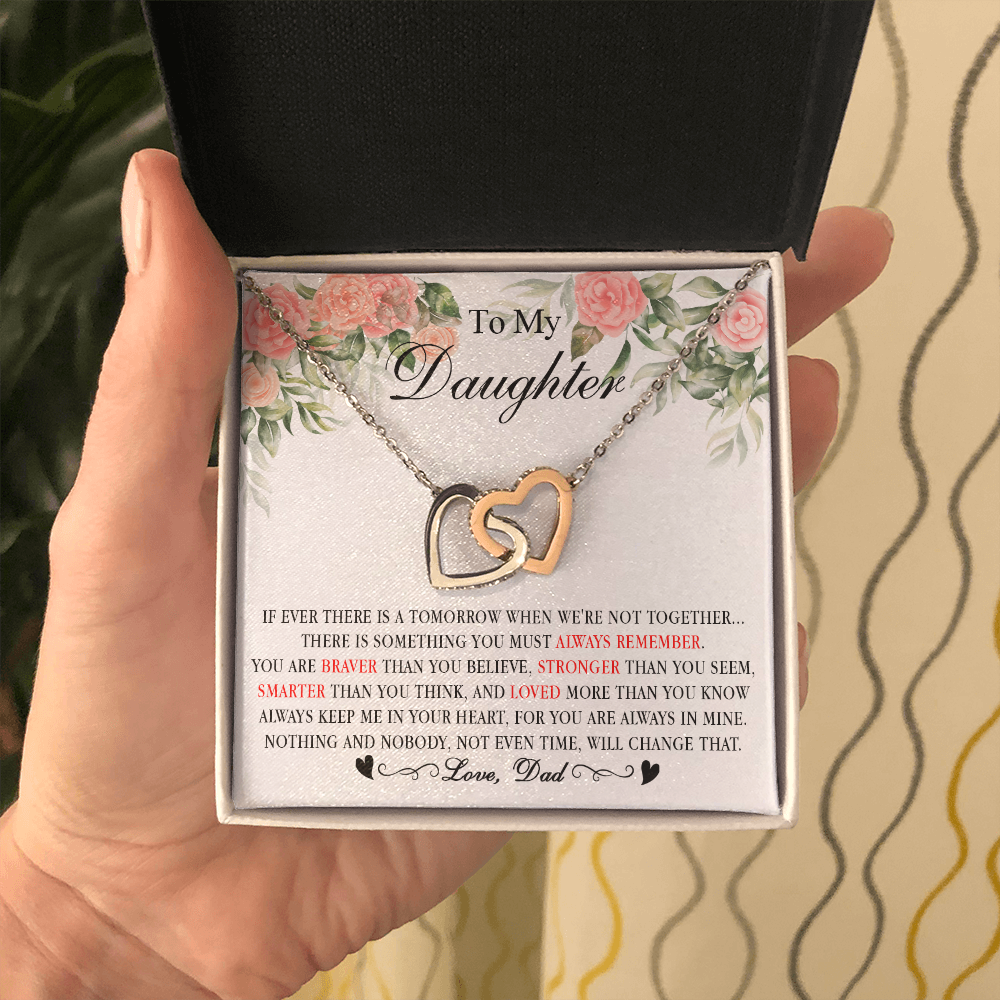 To My
Daughter
IF EVER THERE IS A TOMORROW WHEN WE'RE NOT TOGETHER...
THERE IS SOMETHING YOU MUST ALWAYS REMEMBER.
YOU ARE BRAVER THAN YOU BELIEVE, STRONGER THAN YOU SEEM,
SMARTER THAN YOU THINK, AND LOVED MORE THAN YOU KNOW
ALWAYS KEEP ME IN YOUR HEART, FOR YOU ARE ALWAYS IN MINE.
NOTHING AND NOBODY, NOT EVEN TIME, WILL CHANGE THAT.
Love, Dad